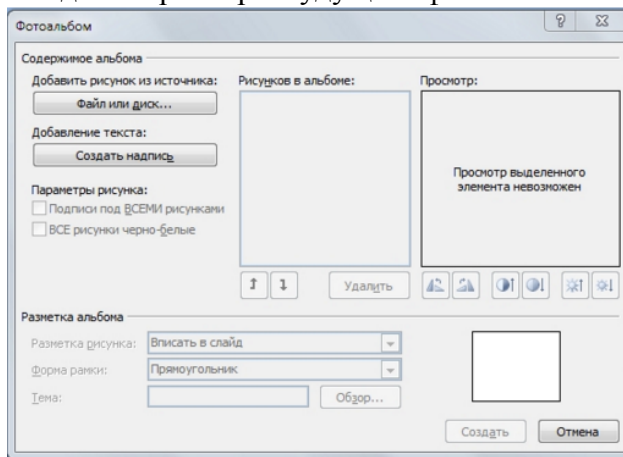 Фотоальбом
Содержимое альбома
Добавить рисунок из источника:
Файл или диск...
Добавление текста:
Создать надпись
Параметры рисунка:
Подписи под ВСЕМИ рисунками
ВСЕ рисунки черно-белые
Рисунков в альбоме:
Удалить
Просмотр:
Просмотр выделенного
элемента невозможен
Разметка альбома
Разметка рисунка:
Вписать в слайд
Форма рамки:
Прямоугольник
Тема:
Обзор...
Создать
Отмена